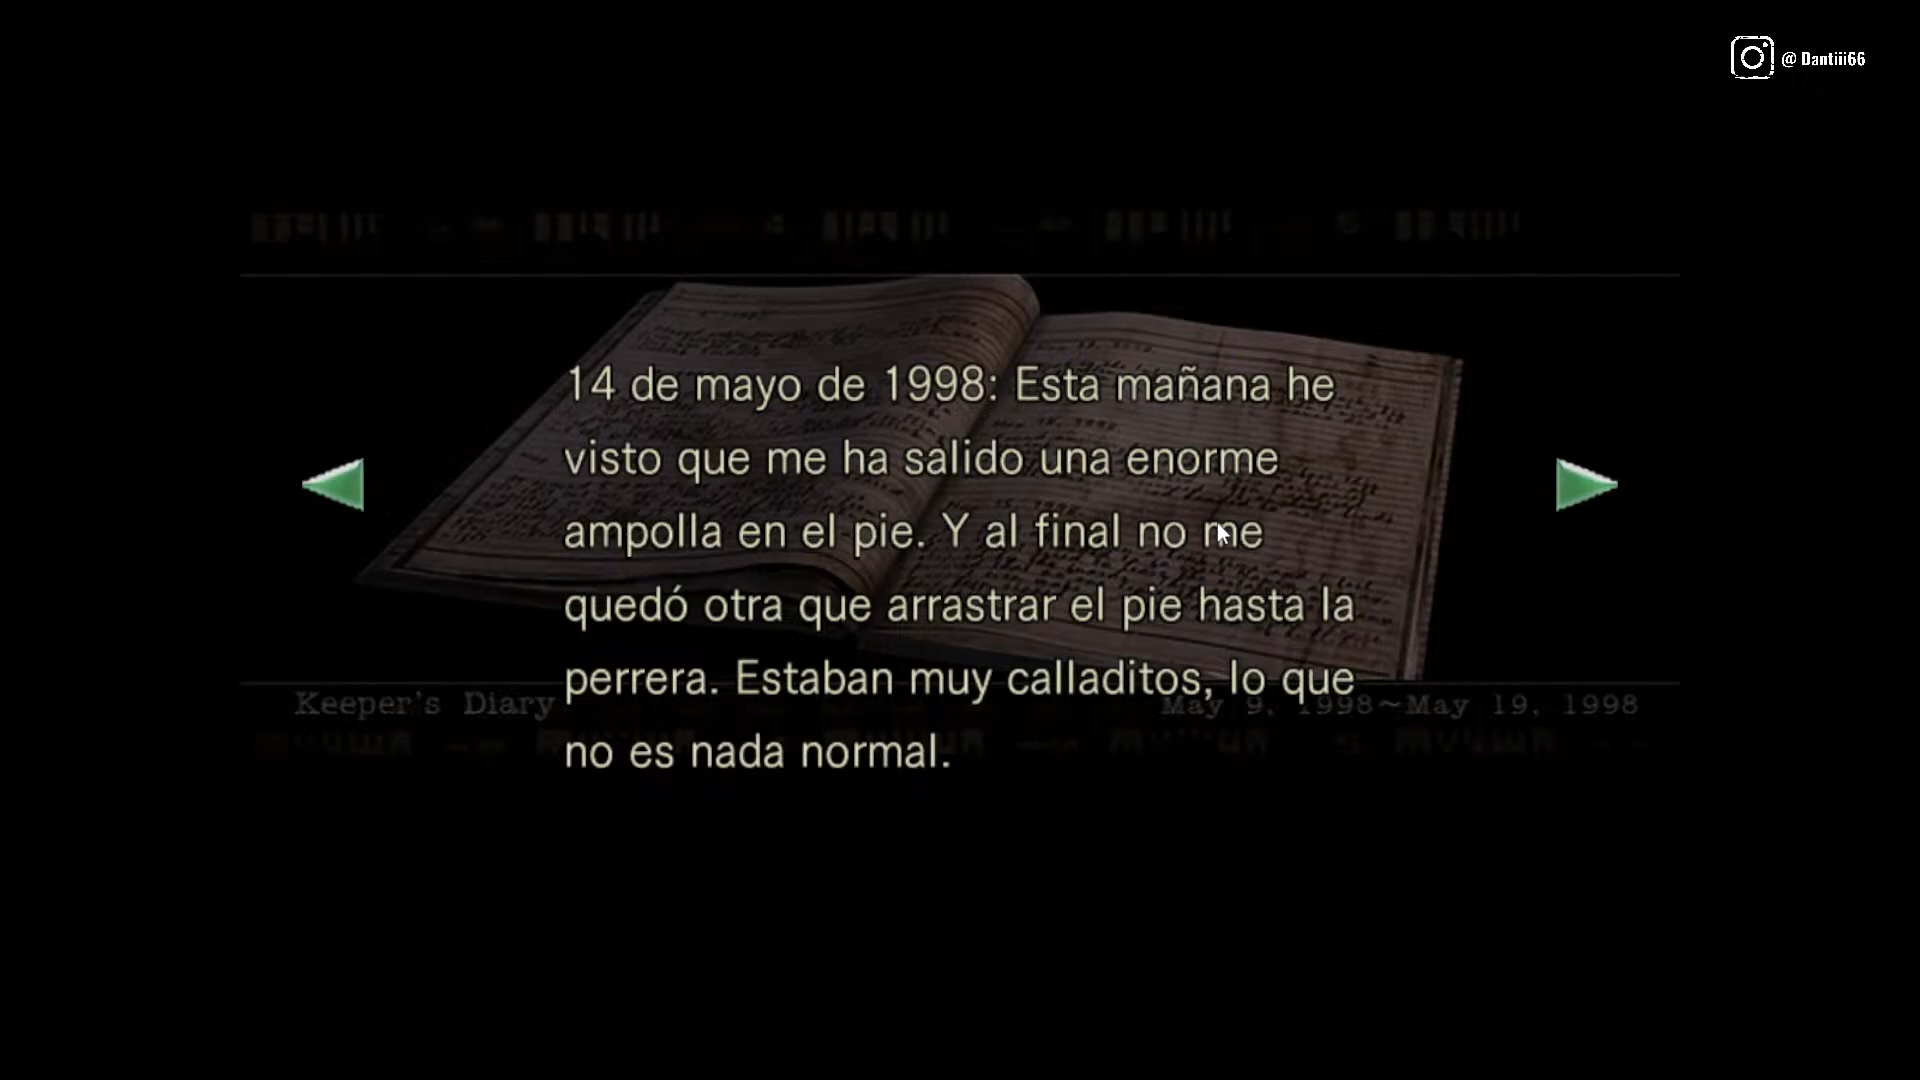 @ Dantiii66
14 de mayo de 1998: Esta mañana he
visto que me ha salido una enorme
ampolla en el pie. Y al final no me
quedó otra que arrastrar el pie hasta la
perrera. Estaban muy calladitos, lo que
no es nada normal.
Keeper's Diary
May 9, 1998~May 19, 1998